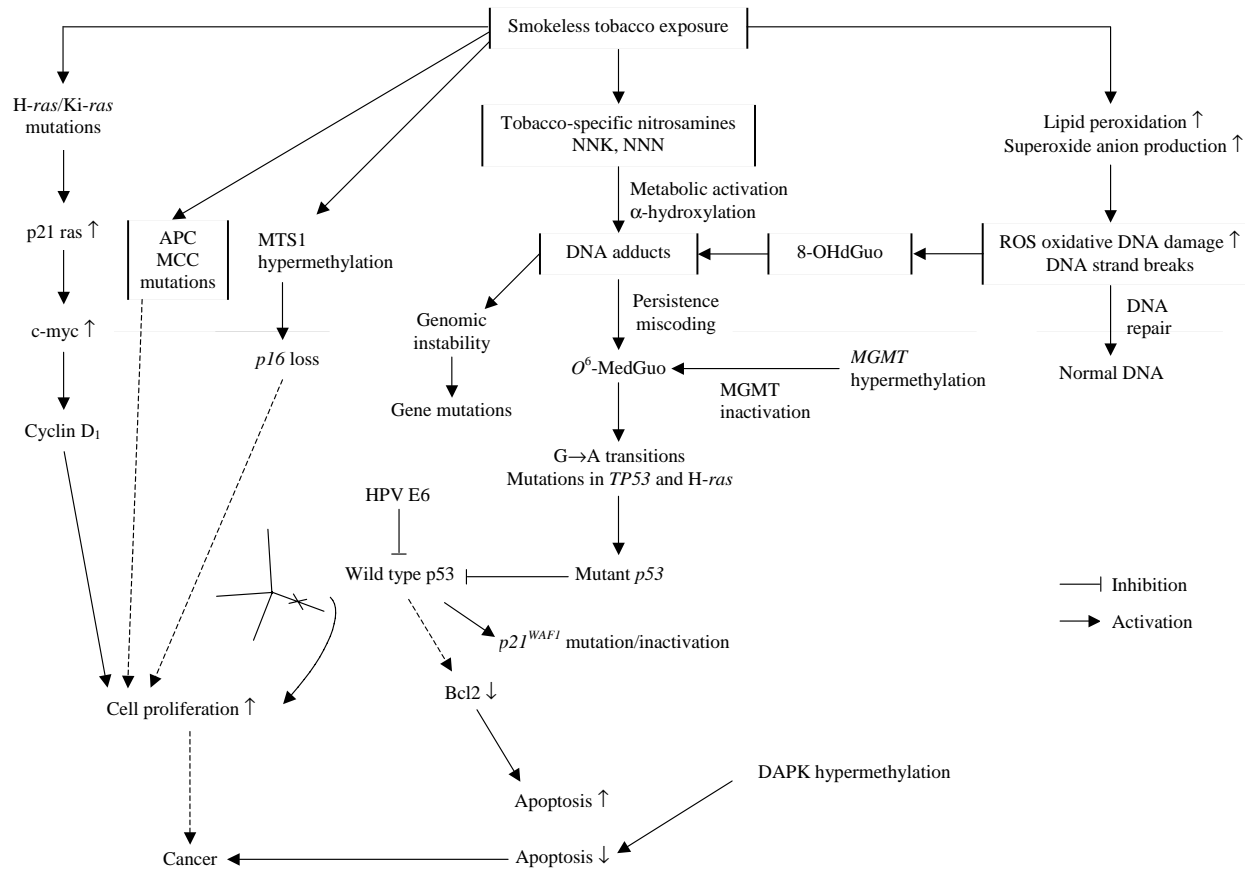 Smokeless tobacco exposure
H-ras/Ki-ras
mutations
Tobacco-specific nitrosamines
NNK, NNN
Lipid peroxidation ↑
Superoxide anion production ↑
Metabolic activation
α-hydroxylation
p21 ras ↑
APC
MCC
mutations
MTS1
hypermethylation
DNA adducts
8-OHdGuo
ROS oxidative DNA damage ↑
DNA strand breaks
Persistence
miscoding
DNA
repair
Genomic
instability
c-myc ↑
p16 loss
O⁶-MedGuo
MGMT
hypermethylation
Normal DNA
MGMT
inactivation
Gene mutations
Cyclin D₁
G→A transitions
Mutations in TP53 and H-ras
HPV E6
Wild type p53
Mutant p53
Inhibition
Activation
p21WAF1 mutation/inactivation
Bcl2 ↓
Cell proliferation ↑
DAPK hypermethylation
Apoptosis ↑
Cancer
Apoptosis ↓